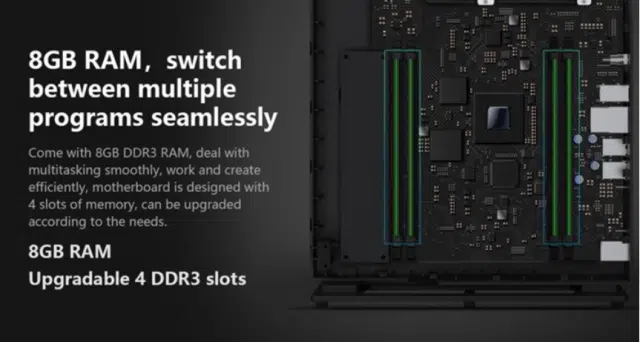 8GB RAM，switch
between multiple
programs seamlessly
Come with 8GB DDR3 RAM, deal with
multitasking smoothly, work and create
efficiently, motherboard is designed with
4 slots of memory, can be upgraded
according to the needs.
8GB RAM
Upgradable 4 DDR3 slots